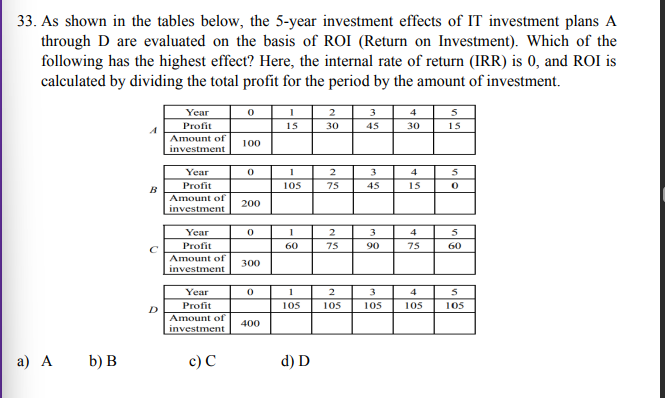 33. As shown in the tables below, the 5-year investment effects of IT investment plans A
through D are evaluated on the basis of ROI (Return on Investment). Which of the
following has the highest effect? Here, the internal rate of return (IRR) is 0, and ROI is
calculated by dividing the total profit for the period by the amount of investment.
A
Year 0 1 2 3 4 5
Profit 15 30 45 30 15
Amount of
investment 100
B
Year 0 1 2 3 4 5
Profit 105 75 45 15 0
Amount of
investment 200
C
Year 0 1 2 3 4 5
Profit 60 75 90 75 60
Amount of
investment 300
D
Year 0 1 2 3 4 5
Profit 105 105 105 105 105
Amount of
investment 400
a) A b) B c) C d) D